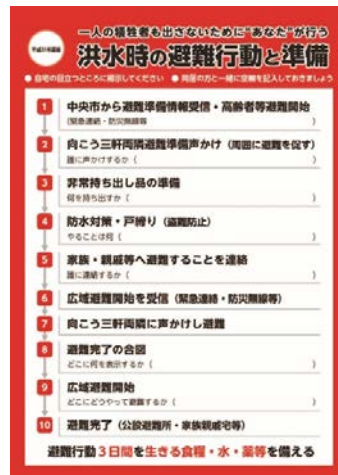 一人の犠牲者も出さないために"あなた"が行う
洪水時の避難行動と準備
● 自宅の目立つところに掲示してください ● 同居の方と一緒に空欄を記入しておきましょう
1 中央市から避難準備情報受信・高齢者等避難開始
(緊急連絡・防災無線等 )
2 向こう三軒両隣避難準備声かけ (周囲に避難を促す)
誰に声かけするか ( )
3 非常持ち出し品の準備
何を持ち出すか ( )
4 防水対策・戸締り (盗難防止)
やることは何 ( )
5 家族・親戚等へ避難することを連絡
誰に連絡するか ( )
6 広域避難開始を受信 (緊急連絡・防災無線等)
7 向こう三軒両隣に声かけし避難
8 避難完了の合図
どこに何を表示するか ( )
9 広域避難開始
どこにどうやって避難するか ( )
10 避難完了 (公設避難所・家族親戚宅等)
避難行動3日間を生きる食糧・水・薬等を備える